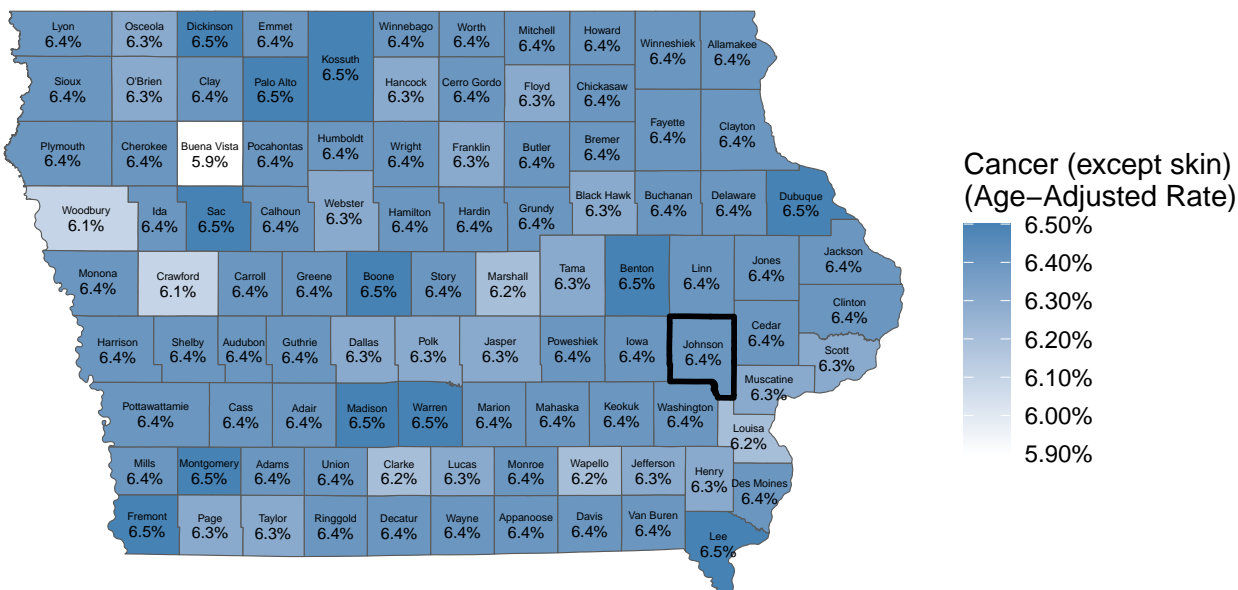 Lyon
6.4%
Osceola
6.3%
Dickinson
6.5%
Emmet
6.4%
Kossuth
6.5%
Winnebago
6.4%
Worth
6.4%
Mitchell
6.4%
Howard
6.4%
Winneshiek
6.4%
Allamakee
6.4%
Sioux
6.4%
O'Brien
6.3%
Clay
6.4%
Palo Alto
6.5%
Hancock
6.3%
Cerro Gordo
6.4%
Floyd
6.3%
Chickasaw
6.4%
Fayette
6.4%
Clayton
6.4%
Plymouth
6.4%
Cherokee
6.4%
Buena Vista
5.9%
Pocahontas
6.4%
Humboldt
6.4%
Wright
6.4%
Franklin
6.3%
Butler
6.4%
Bremer
6.4%
Woodbury
6.1%
Ida
6.4%
Sac
6.5%
Calhoun
6.4%
Webster
6.3%
Hamilton
6.4%
Hardin
6.4%
Grundy
6.4%
Black Hawk
6.3%
Buchanan
6.4%
Delaware
6.4%
Dubuque
6.5%
Monona
6.4%
Crawford
6.1%
Carroll
6.4%
Greene
6.4%
Boone
6.5%
Story
6.4%
Marshall
6.2%
Tama
6.3%
Benton
6.5%
Linn
6.4%
Jones
6.4%
Jackson
6.4%
Clinton
6.4%
Harrison
6.4%
Shelby
6.4%
Audubon
6.4%
Guthrie
6.4%
Dallas
6.3%
Polk
6.3%
Jasper
6.3%
Poweshiek
6.4%
Iowa
6.4%
Johnson
6.4%
Cedar
6.4%
Scott
6.3%
Muscatine
6.3%
Pottawattamie
6.4%
Cass
6.4%
Adair
6.4%
Madison
6.5%
Warren
6.5%
Marion
6.4%
Mahaska
6.4%
Keokuk
6.4%
Washington
6.4%
Louisa
6.2%
Mills
6.4%
Montgomery
6.5%
Adams
6.4%
Union
6.4%
Clarke
6.2%
Lucas
6.3%
Monroe
6.4%
Wapello
6.2%
Jefferson
6.3%
Henry
6.3%
Des Moines
6.4%
Fremont
6.5%
Page
6.3%
Taylor
6.3%
Ringgold
6.4%
Decatur
6.4%
Wayne
6.4%
Appanoose
6.4%
Davis
6.4%
Van Buren
6.4%
Lee
6.5%
Cancer (except skin)
(Age−Adjusted Rate)
6.50%
6.40%
6.30%
6.20%
6.10%
6.00%
5.90%